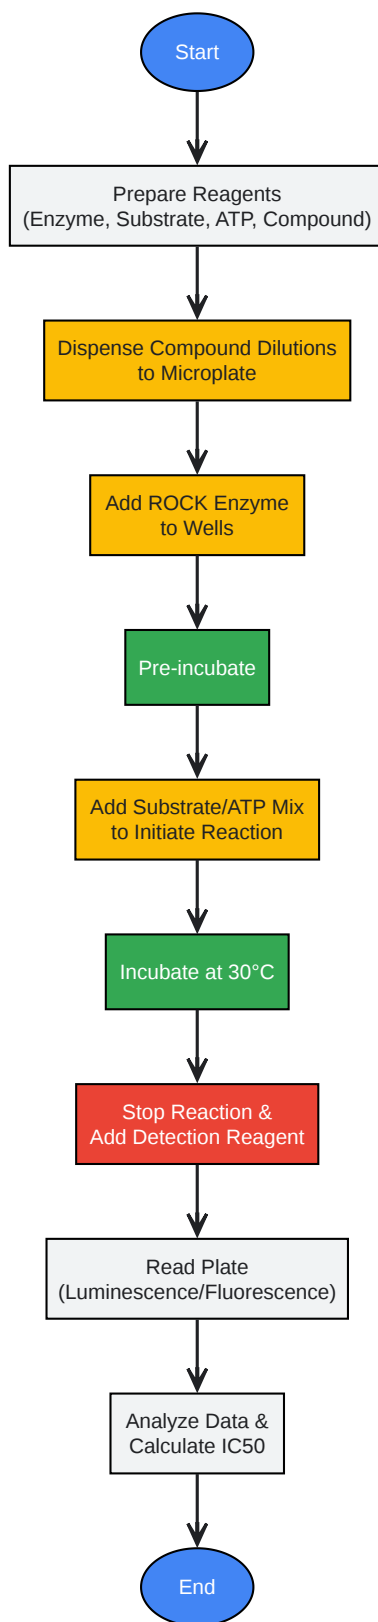 Start
Prepare Reagents
(Enzyme, Substrate, ATP, Compound)
Dispense Compound Dilutions
to Microplate
Add ROCK Enzyme
to Wells
Pre-incubate
Add Substrate/ATP Mix
to Initiate Reaction
Incubate at 30°C
Stop Reaction &
Add Detection Reagent
Read Plate
(Luminescence/Fluorescence)
Analyze Data &
Calculate IC50
End